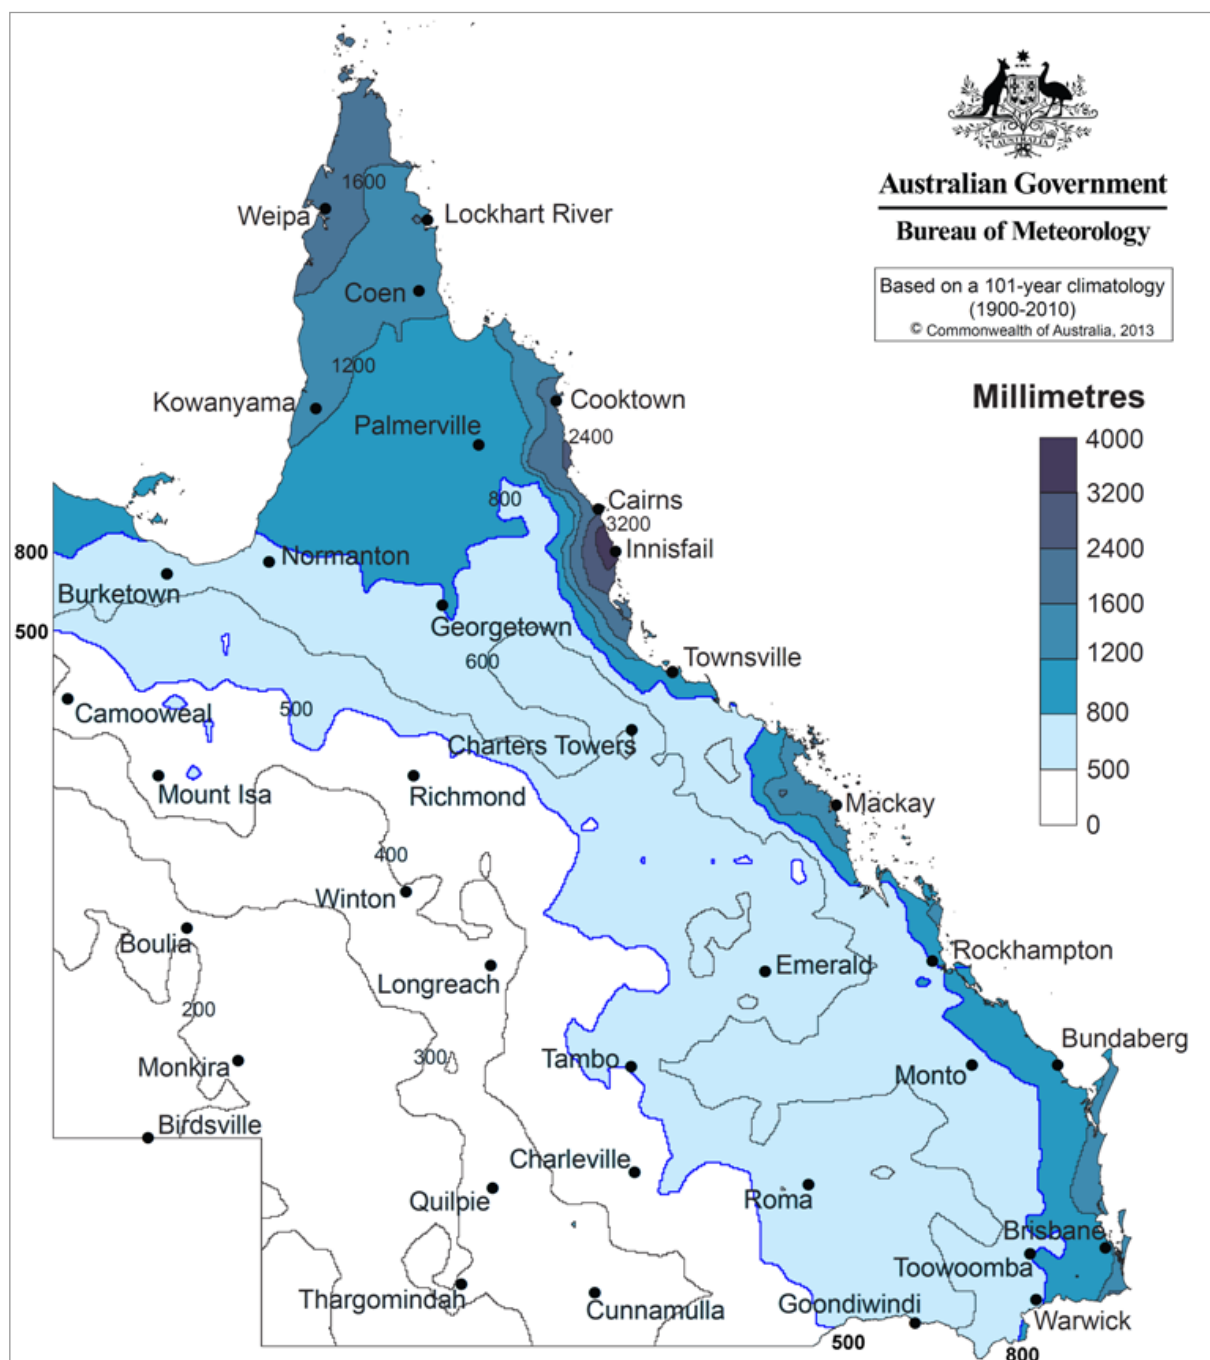 AUSTRALIA
Australian Government
Bureau of Meteorology
Based on a 101-year climatology
(1900-2010)
© Commonwealth of Australia, 2013
Millimetres
4000
3200
2400
1600
1200
800
500
0
1600
Weipa
Lockhart River
Coen
1200
Kowanyama
Cooktown
Palmerville
2400
800
Cairns
3200
800
Normanton
Innisfail
Burketown
500
Georgetown
600
Townsville
500
Camooweal
Charters Towers
Mount Isa
Richmond
Mackay
400
Winton
Boulia
Rockhampton
Emerald
Longreach
200
300
Bundaberg
Tambo
Monkira
Monto
Birdsville
Charleville
Quilpie
Roma
Brisbane
Toowoomba
Thargomindah
Cunnamulla
Goondiwindi
Warwick
500
800